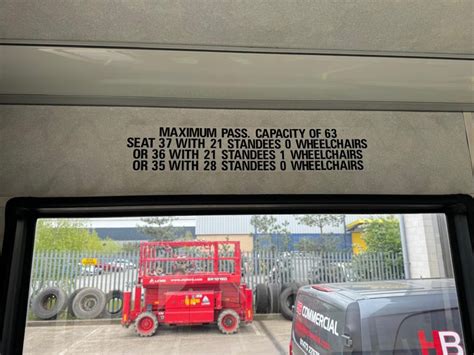 MAXIMUM PASS. CAPACITY OF 63
SEAT 37 WITH 21 STANDEES 0 WHEELCHAIRS
OR 36 WITH 21 STANDEES 1 WHEELCHAIRS
OR 35 WITH 28 STANDEES 0 WHEELCHAIRS
COMMERCIAL
HB